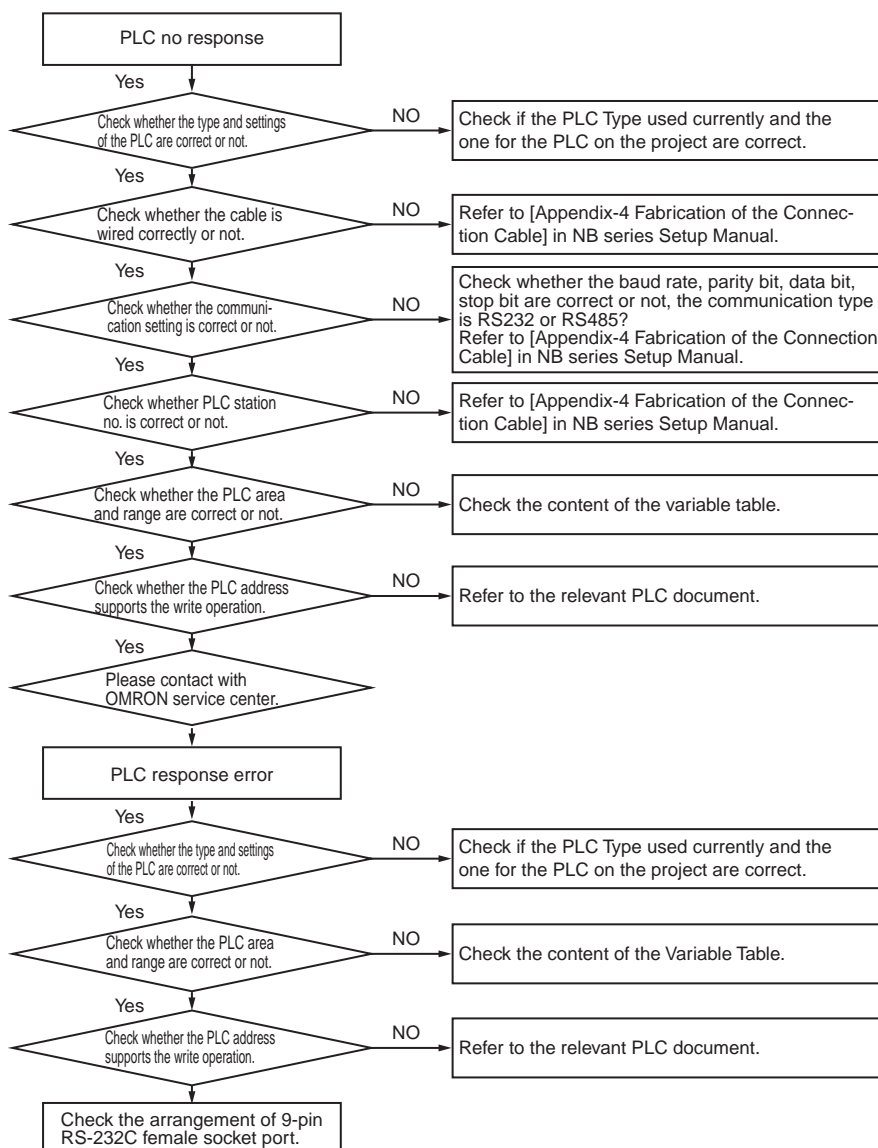 PLC no response
Yes
Check whether the type and settings
of the PLC are correct or not.
NO
Check if the PLC Type used currently and the
one for the PLC on the project are correct.
Yes
Check whether the cable is
wired correctly or not.
NO
Refer to [Appendix-4 Fabrication of the Connec-
tion Cable] in NB series Setup Manual.
Yes
Check whether the communi-
cation setting is correct or not.
NO
Check whether the baud rate, parity bit, data bit,
stop bit are correct or not, the communication type
is RS232 or RS485?
Refer to [Appendix-4 Fabrication of the Connection
Cable] in NB series Setup Manual.
Yes
Check whether PLC station
no. is correct or not.
NO
Refer to [Appendix-4 Fabrication of the Connec-
tion Cable] in NB series Setup Manual.
Yes
Check whether the PLC area
and range are correct or not.
NO
Check the content of the variable table.
Yes
Check whether the PLC address
supports the write operation.
NO
Refer to the relevant PLC document.
Yes
Please contact with
OMRON service center.
PLC response error
Yes
Check whether the type and settings
of the PLC are correct or not.
NO
Check if the PLC Type used currently and the
one for the PLC on the project are correct.
Yes
Check whether the PLC area
and range are correct or not.
NO
Check the content of the Variable Table.
Yes
Check whether the PLC address
supports the write operation.
NO
Refer to the relevant PLC document.
Yes
Check the arrangement of 9-pin
RS-232C female socket port.